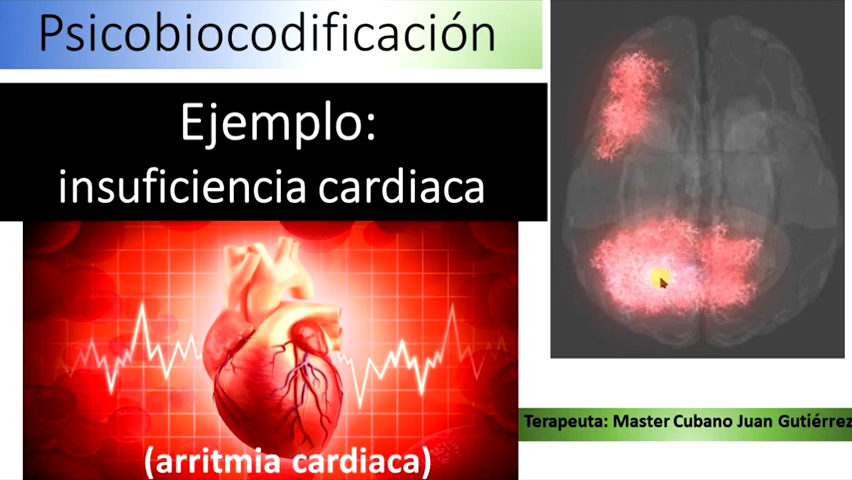 Psicobiocodificación
Ejemplo:
insuficiencia cardiaca
(arritmia cardiaca)
Terapeuta: Master Cubano Juan Gutiérrez